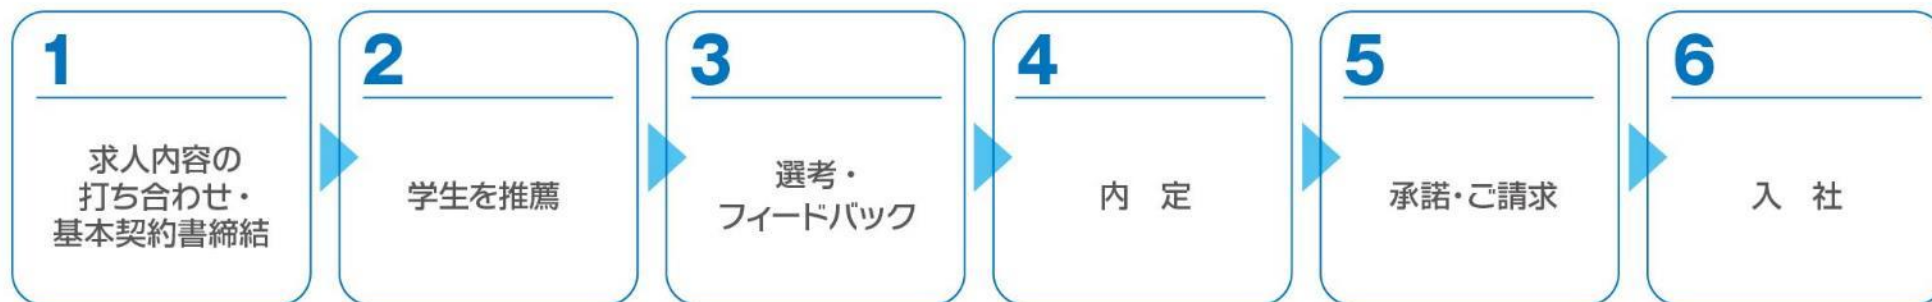 1
求人内容の
打ち合わせ・
基本契約書締結
2
学生を推薦
3
選考・
フィードバック
4
内　定
5
承諾・ご請求
6
入　社